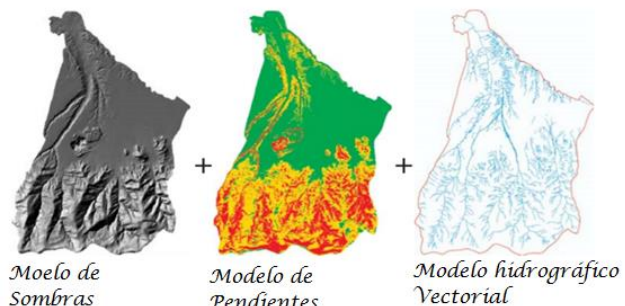 +
+
Moelo de
Sombras
Modelo de
Pendientes
Modelo hidrográfico
Vectorial